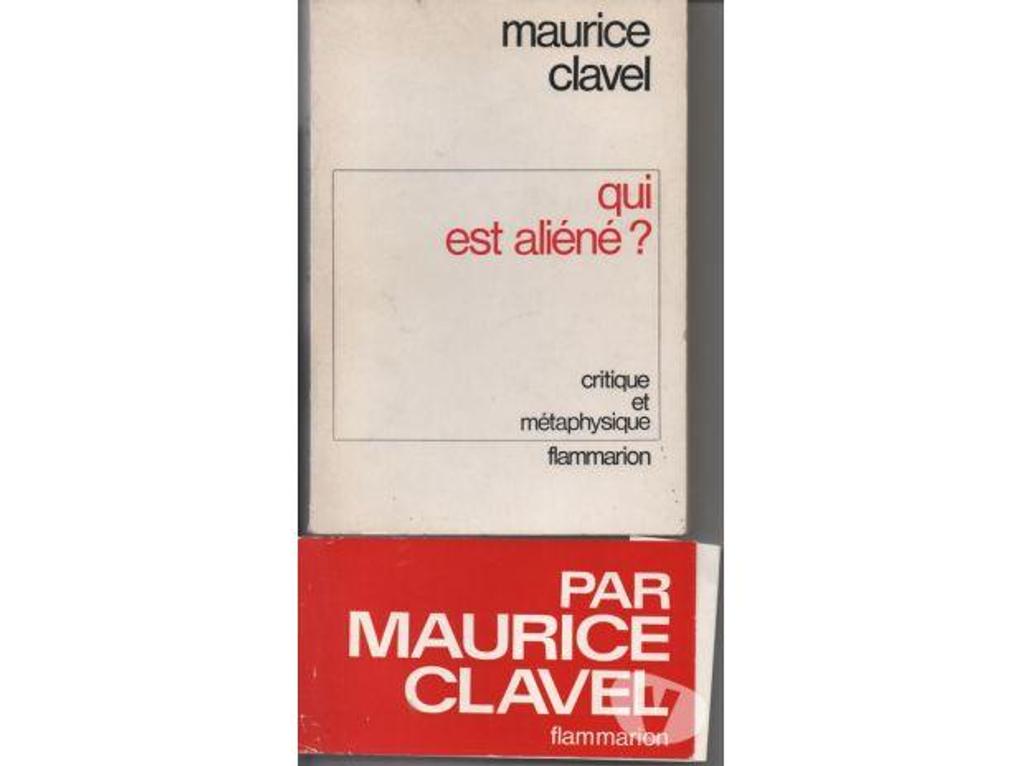 maurice
clavel
qui
est aliéné ?
critique
et
métaphysique
flammarion
PAR
MAURICE
CLAVEL
flammarion
V